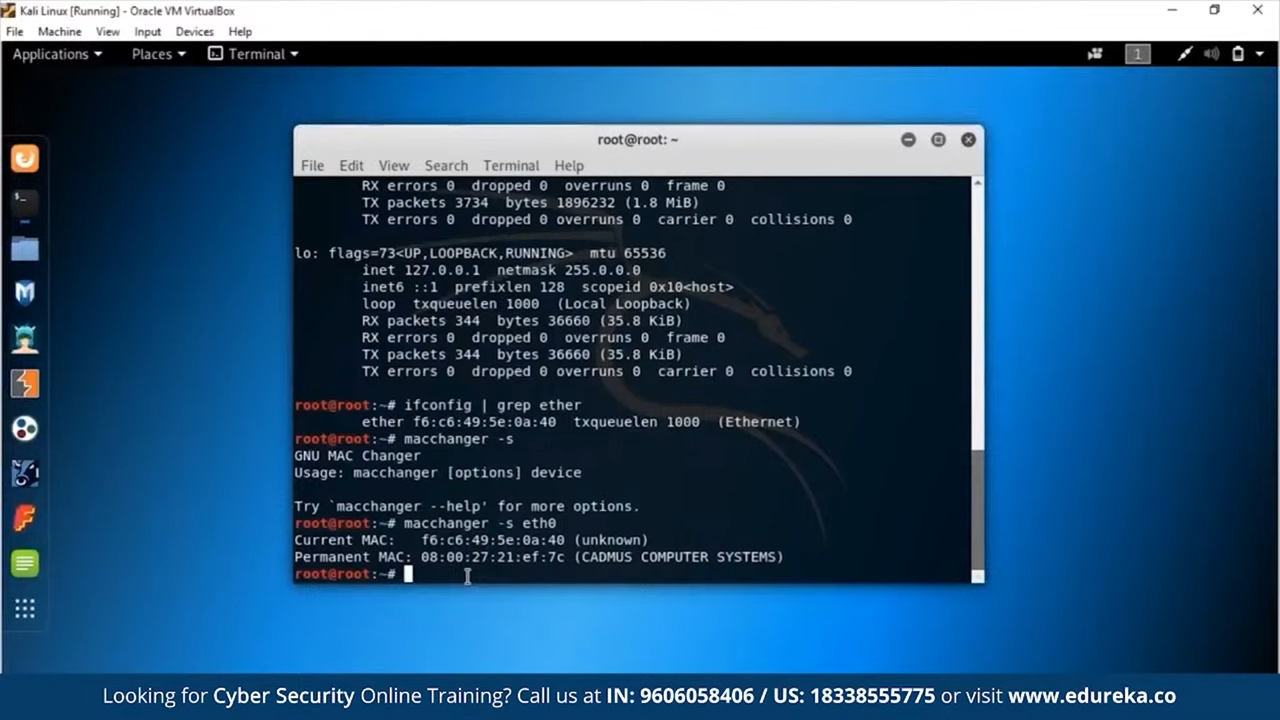 Kali Linux [Running] - Oracle VM VirtualBox
File Machine View Input Devices Help
Applications Places Terminal 1
root@root: ~
File Edit View Search Terminal Help
RX errors 0 dropped 0 overruns 0 frame 0
TX packets 3734 bytes 1896232 (1.8 MiB)
TX errors 0 dropped 0 overruns 0 carrier 0 collisions 0
lo: flags=73<UP,LOOPBACK,RUNNING> mtu 65536
inet 127.0.0.1 netmask 255.0.0.0
inet6 ::1 prefixlen 128 scopeid 0x10<host>
loop txqueuelen 1000 (Local Loopback)
RX packets 344 bytes 36660 (35.8 KiB)
RX errors 0 dropped 0 overruns 0 frame 0
TX packets 344 bytes 36660 (35.8 KiB)
TX errors 0 dropped 0 overruns 0 carrier 0 collisions 0
root@root:~# ifconfig | grep ether
ether f6:c6:49:5e:0a:40 txqueuelen 1000 (Ethernet)
root@root:~# macchanger -s
GNU MAC Changer
Usage: macchanger [options] device
Try `macchanger --help' for more options.
root@root:~# macchanger -s eth0
Current MAC: f6:c6:49:5e:0a:40 (unknown)
Permanent MAC: 08:00:27:21:ef:7c (CADMUS COMPUTER SYSTEMS)
root@root:~#
Looking for Cyber Security Online Training? Call us at IN: 9606058406 / US: 18338555775 or visit www.edureka.co